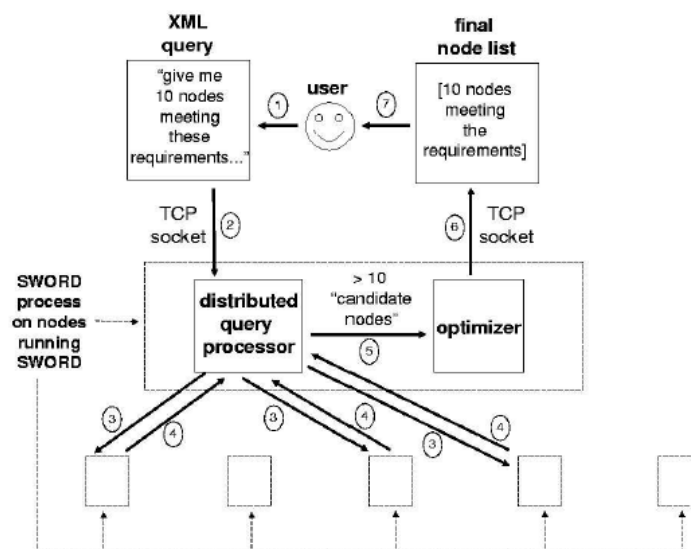 XML
query
"give me
10 nodes
meeting
these
requirements..."
1
user
7
final
node list
[10 nodes
meeting
the
requirements]
TCP
socket
2
6
TCP
socket
SWORD
process
on nodes
running
SWORD
distributed
query
processor
> 10
"candidate
nodes"
5
optimizer
3
4
3
4
3
4